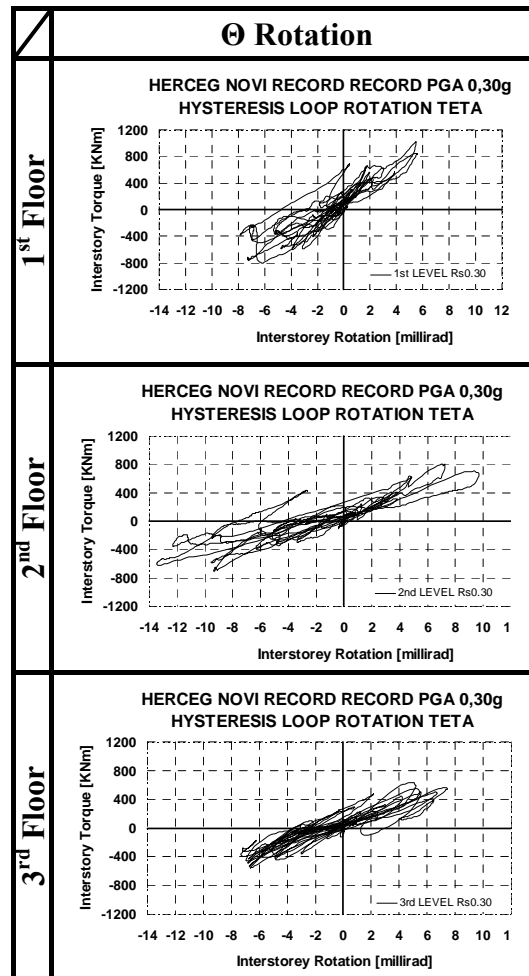 Θ Rotation
1st Floor
HERCEG NOVI RECORD RECORD PGA 0,30g
HYSTERESIS LOOP ROTATION TETA
Interstory Torque [KNm]
1200
800
400
0
-400
-800
-1200
1st LEVEL Rs0.30
-14 -12 -10 -8 -6 -4 -2 0 2 4 6 8 10 12
Interstorey Rotation [millirad]
2nd Floor
HERCEG NOVI RECORD RECORD PGA 0,30g
HYSTERESIS LOOP ROTATION TETA
Interstory Torque [KNm]
1200
800
400
0
-400
-800
-1200
2nd LEVEL Rs0.30
-14 -12 -10 -8 -6 -4 -2 0 2 4 6 8 10 1
Interstorey Rotation [millirad]
3rd Floor
HERCEG NOVI RECORD RECORD PGA 0,30g
HYSTERESIS LOOP ROTATION TETA
Interstory Torque [KNm]
1200
800
400
0
-400
-800
-1200
3rd LEVEL Rs0.30
-14 -12 -10 -8 -6 -4 -2 0 2 4 6 8 10 1
Interstorey Rotation [millirad]